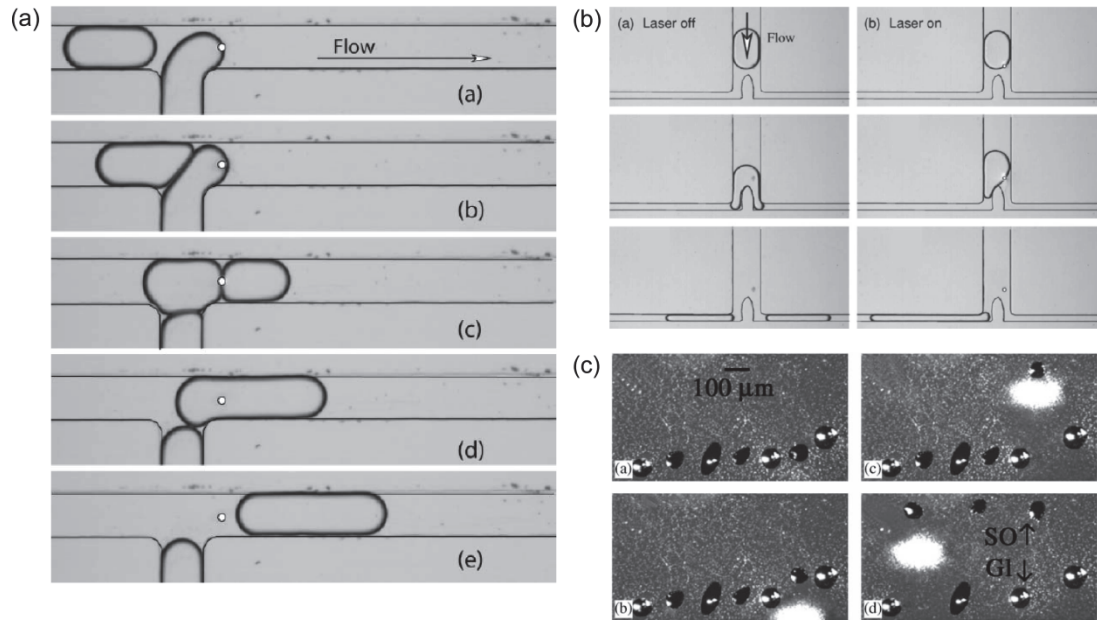 (a)
Flow
(a)
(b)
(c)
(d)
(e)
(b)
(a) Laser off
Flow
(b) Laser on
(c)
100 μm
(a)
(c)
(b)
SO↑
GI↓
(d)